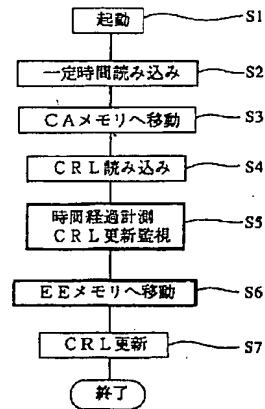 起動 S1
一定時間読み込み S2
CAメモリへ移動 S3
CRL読み込み S4
時間経過計測
CRL更新監視 S5
EEメモリへ移動 S6
CRL更新 S7
終了